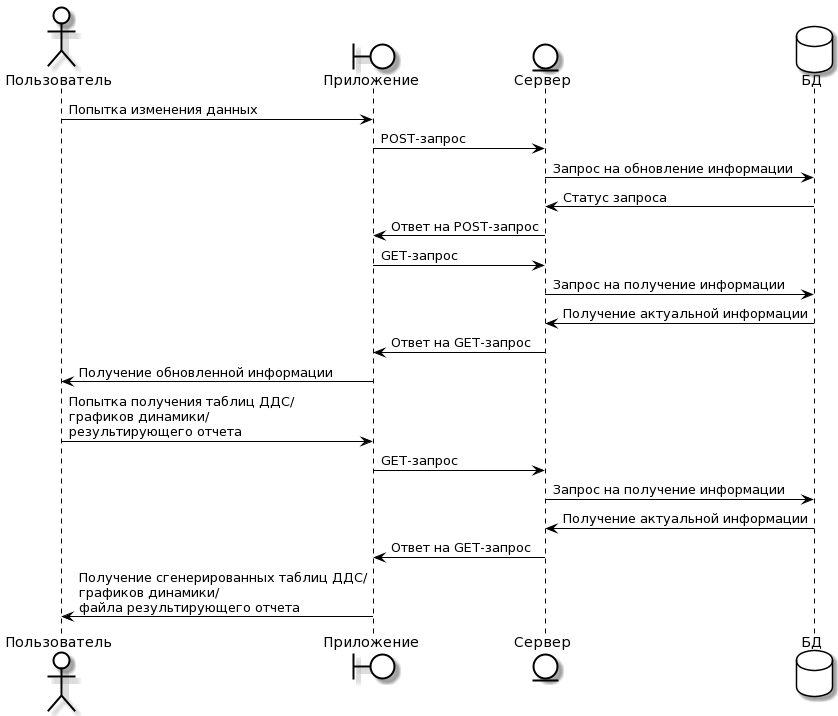 Пользователь
Приложение
Сервер
БД
Попытка изменения данных
POST-запрос
Запрос на обновление информации
Статус запроса
Ответ на POST-запрос
GET-запрос
Запрос на получение информации
Получение актуальной информации
Ответ на GET-запрос
Получение обновленной информации
Попытка получения таблиц ДДС/
графиков динамики/
результирующего отчета
GET-запрос
Запрос на получение информации
Получение актуальной информации
Ответ на GET-запрос
Получение сгенерированных таблиц ДДС/
графиков динамики/
файла результирующего отчета
Пользователь
Приложение
Сервер
БД